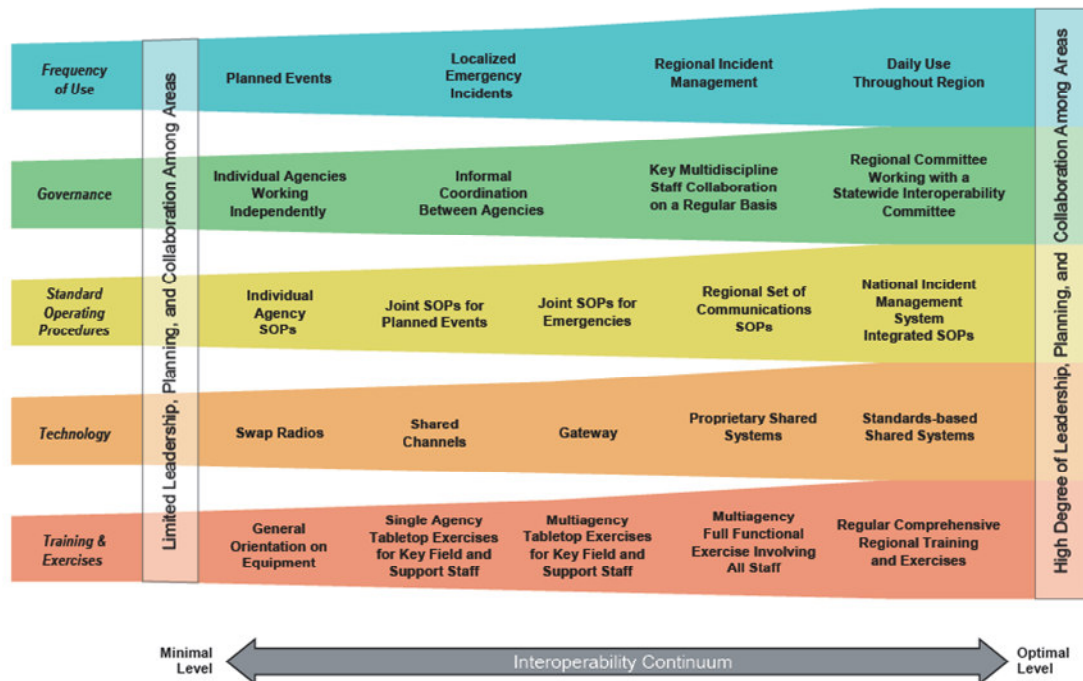 Frequency
of Use
Planned Events
Localized
Emergency
Incidents
Regional Incident
Management
Daily Use
Throughout Region
Governance
Individual Agencies
Working
Independently
Informal
Coordination
Between Agencies
Key Multidiscipline
Staff Collaboration
on a Regular Basis
Regional Committee
Working with a
Statewide Interoperability
Committee
Standard
Operating
Procedures
Individual
Agency
SOPs
Joint SOPs for
Planned Events
Joint SOPs for
Emergencies
Regional Set of
Communications
SOPs
National Incident
Management
System
Integrated SOPs
Technology
Swap Radios
Shared
Channels
Gateway
Proprietary Shared
Systems
Standards-based
Shared Systems
Training &
Exercises
General
Orientation on
Equipment
Single Agency
Tabletop Exercises
for Key Field and
Support Staff
Multiagency
Tabletop Exercises
for Key Field and
Support Staff
Multiagency
Full Functional
Exercise Involving
All Staff
Regular Comprehensive
Regional Training
and Exercises
Limited Leadership, Planning, and Collaboration Among Areas
High Degree of Leadership, Planning, and Collaboration Among Areas
Minimal
Level
Interoperability Continuum
Optimal
Level